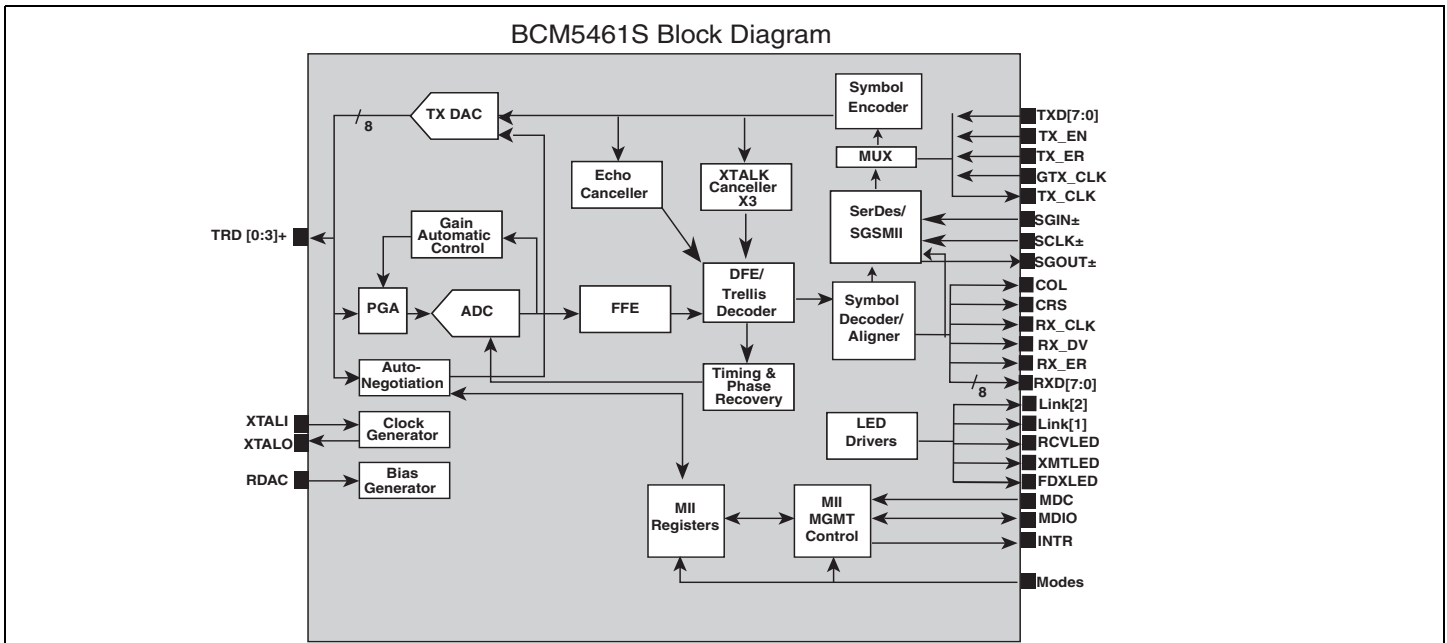 BCM5461S Block Diagram
Symbol
Encoder
TX DAC
8
MUX
Echo
Canceller
XTALK
Canceller
X3
SerDes/
SGSMII
TXD[7:0]
TX_EN
TX_ER
GTX_CLK
TX_CLK
SGIN±
SCLK±
SGOUT±
TRD [0:3]+
Gain
Automatic
Control
PGA
ADC
FFE
DFE/
Trellis
Decoder
Symbol
Decoder/
Aligner
COL
CRS
RX_CLK
RX_DV
RX_ER
RXD[7:0]
8
Auto-
Negotiation
Timing &
Phase
Recovery
XTALI
XTALO
Clock
Generator
RDAC
Bias
Generator
LED
Drivers
Link[2]
Link[1]
RCVLED
XMTLED
FDXLED
MII
Registers
MII
MGMT
Control
MDC
MDIO
INTR
Modes